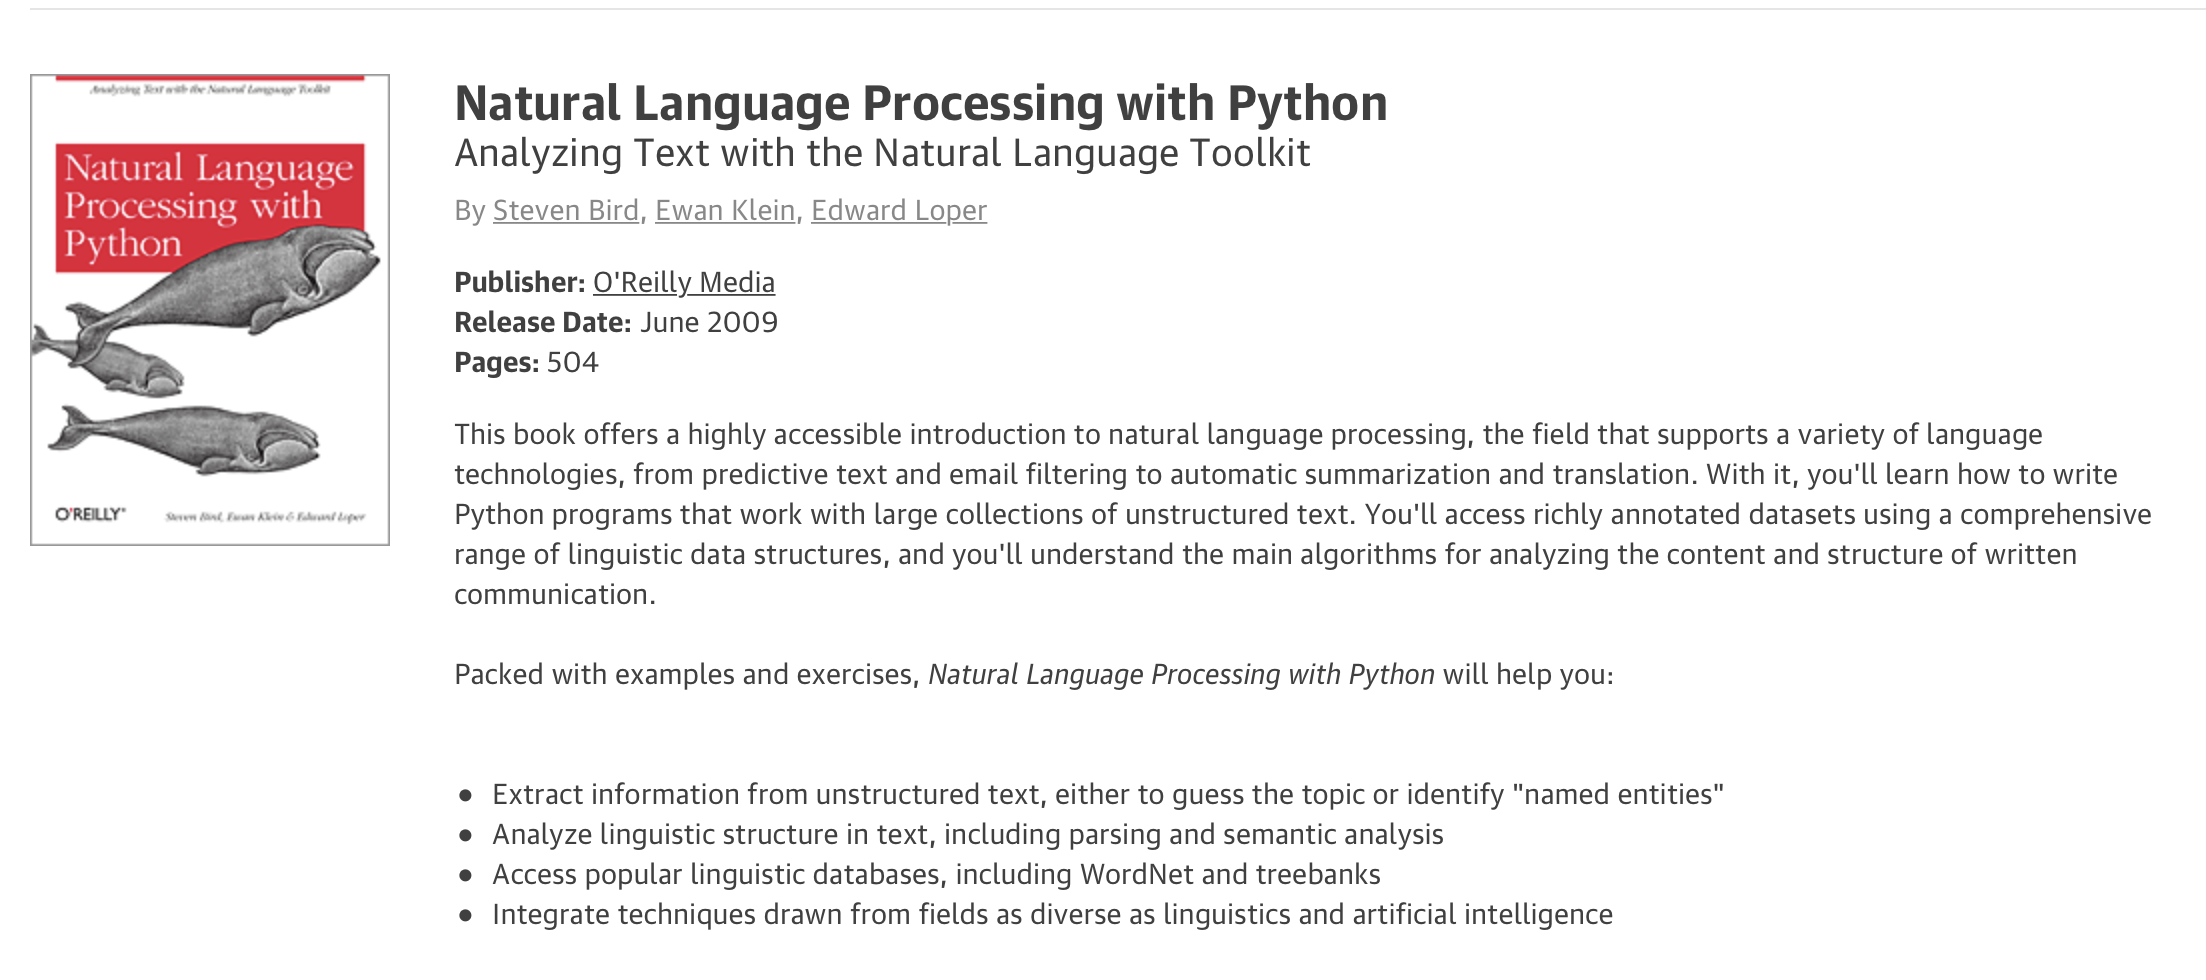 Analyzing Text with the Natural Language Toolkit
Natural Language
Processing with
Python
O'REILLY®
Steven Bird, Ewan Klein & Edward Loper
Natural Language Processing with Python
Analyzing Text with the Natural Language Toolkit
By Steven Bird, Ewan Klein, Edward Loper
Publisher: O'Reilly Media
Release Date: June 2009
Pages: 504
This book offers a highly accessible introduction to natural language processing, the field that supports a variety of language
technologies, from predictive text and email filtering to automatic summarization and translation. With it, you'll learn how to write
Python programs that work with large collections of unstructured text. You'll access richly annotated datasets using a comprehensive
range of linguistic data structures, and you'll understand the main algorithms for analyzing the content and structure of written
communication.
Packed with examples and exercises, Natural Language Processing with Python will help you:
● Extract information from unstructured text, either to guess the topic or identify "named entities"
● Analyze linguistic structure in text, including parsing and semantic analysis
● Access popular linguistic databases, including WordNet and treebanks
● Integrate techniques drawn from fields as diverse as linguistics and artificial intelligence